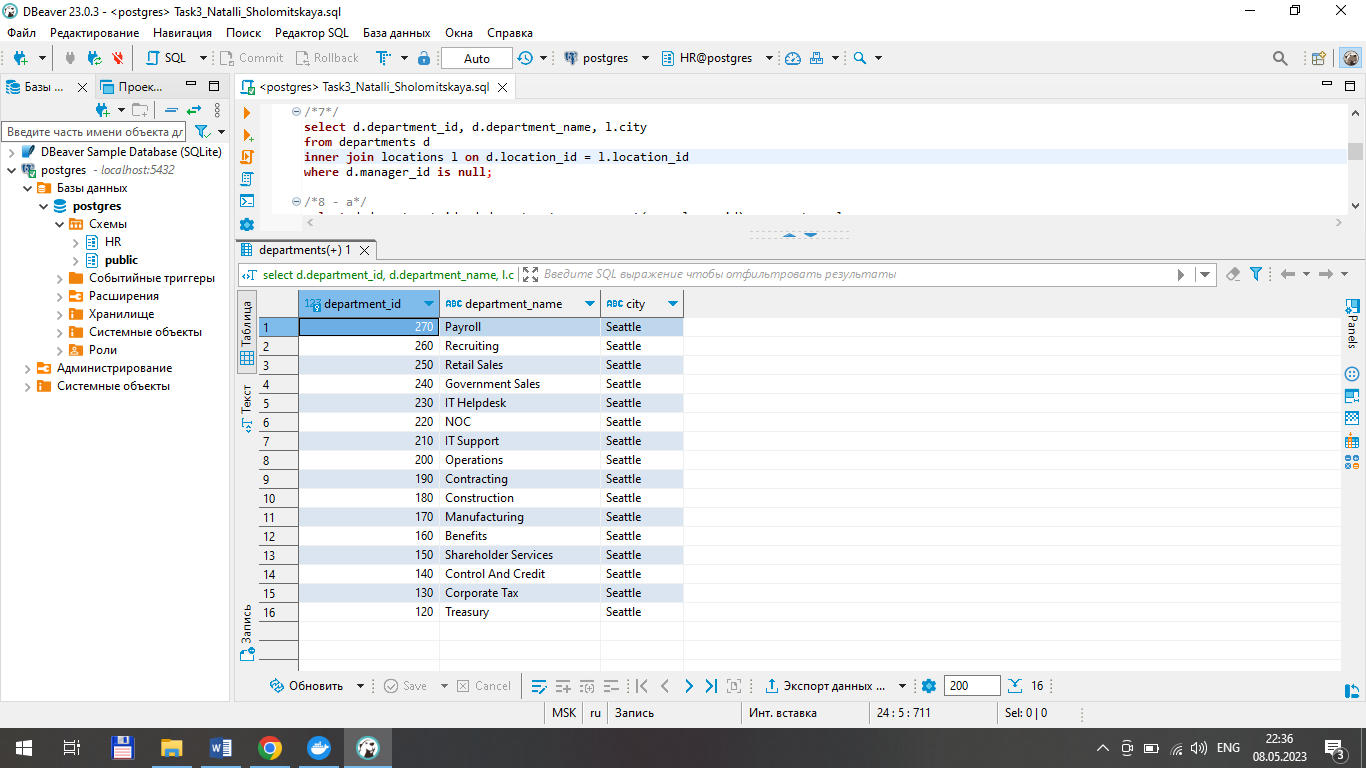 DBeaver 23.0.3 - <postgres> Task3_Natalli_Sholomitskaya.sql
Файл Редактирование Навигация Поиск Редактор SQL База данных Окна Справка
SQL Commit Rollback Auto postgres HR@postgres
Базы ... Проек...
<postgres> Task3_Natalli_Sholomitskaya.sql
Введите часть имени объекта дл
DBeaver Sample Database (SQLite)
postgres - localhost:5432
Базы данных
postgres
Схемы
HR
public
Событийные триггеры
Расширения
Хранилище
Системные объекты
Роли
Администрирование
Системные объекты
/*7*/
select d.department_id, d.department_name, l.city
from departments d
inner join locations l on d.location_id = l.location_id
where d.manager_id is null;
/*8 - a*/
departments(+) 1
select d.department_id, d.department_name, l.c
Введите SQL выражение чтобы отфильтровать результаты
Таблица
Текст
Запись
123 department_id ABC department_name ABC city
1 270 Payroll Seattle
2 260 Recruiting Seattle
3 250 Retail Sales Seattle
4 240 Government Sales Seattle
5 230 IT Helpdesk Seattle
6 220 NOC Seattle
7 210 IT Support Seattle
8 200 Operations Seattle
9 190 Contracting Seattle
10 180 Construction Seattle
11 170 Manufacturing Seattle
12 160 Benefits Seattle
13 150 Shareholder Services Seattle
14 140 Control And Credit Seattle
15 130 Corporate Tax Seattle
16 120 Treasury Seattle
Panels
Обновить Save Cancel Экспорт данных ... 200 16
MSK ru Запись Инт. вставка 24 : 5 : 711 Sel: 0 | 0
ENG 22:36
08.05.2023
3